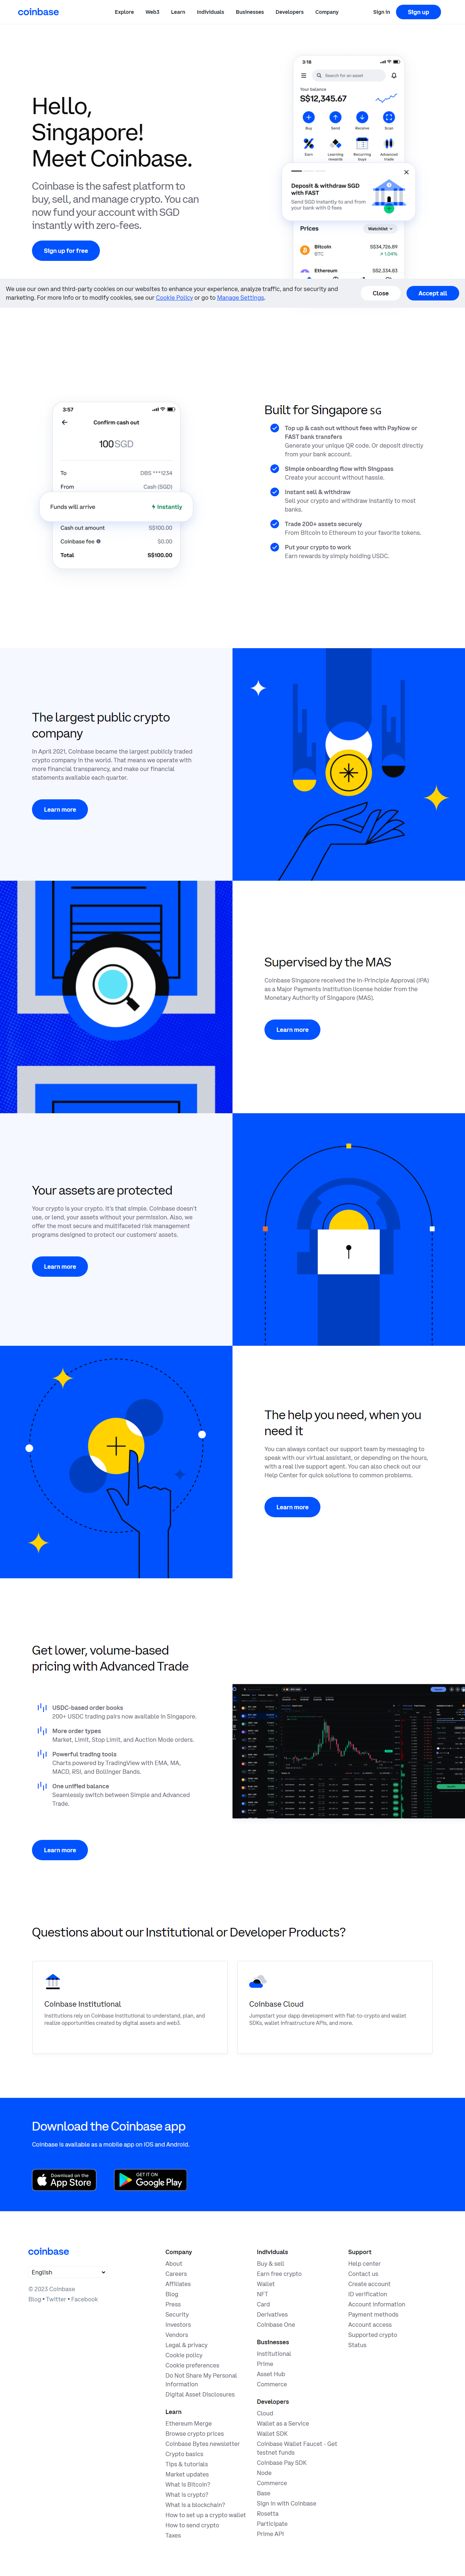 coinbase
Explore Web3 Learn Individuals Businesses Developers Company
Sign in Sign up
Hello,
Singapore!
Meet Coinbase.
Coinbase is the safest platform to
buy, sell, and manage crypto. You can
now fund your account with SGD
instantly with zero-fees.
Sign up for free
3:18
Search for an asset
Your balance
S$12,345.67
Buy Send Receive Scan
Earn Learning rewards Recurring buys Advanced trade
Deposit & withdraw SGD
with FAST
Send SGD instantly to and from
your bank with 0 fees
Prices Watchlist
Bitcoin S$34,726.89
BTC 1.04%
Ethereum S$2,334.83
We use our own and third-party cookies on our websites to enhance your experience, analyze traffic, and for security and
marketing. For more info or to modify cookies, see our Cookie Policy or go to Manage Settings.
Close Accept all
3:57
Confirm cash out
100SGD
To DBS ***1234
From Cash (SGD)
Funds will arrive Instantly
Cash out amount S$100.00
Coinbase fee $0.00
Total S$100.00
Built for Singapore SG
Top up & cash out without fees with PayNow or
FAST bank transfers
Generate your unique QR code. Or deposit directly
from your bank account.
Simple onboarding flow with Singpass
Create your account without hassle.
Instant sell & withdraw
Sell your crypto and withdraw instantly to most
banks.
Trade 200+ assets securely
From Bitcoin to Ethereum to your favorite tokens.
Put your crypto to work
Earn rewards by simply holding USDC.
The largest public crypto
company
In April 2021, Coinbase became the largest publicly traded
crypto company in the world. That means we operate with
more financial transparency, and make our financial
statements available each quarter.
Learn more
Supervised by the MAS
Coinbase Singapore received the In-Principle Approval (IPA)
as a Major Payments Institution license holder from the
Monetary Authority of Singapore (MAS).
Learn more
Your assets are protected
Your crypto is your crypto. It's that simple. Coinbase doesn't
use, or lend, your assets without your permission. Also, we
offer the most secure and multifaceted risk management
programs designed to protect our customers' assets.
Learn more
The help you need, when you
need it
You can always contact our support team by messaging to
speak with our virtual assistant, or depending on the hours,
with a real live support agent. You can also check out our
Help Center for quick solutions to common problems.
Learn more
Get lower, volume-based
pricing with Advanced Trade
USDC-based order books
200+ USDC trading pairs now available in Singapore.
More order types
Market, Limit, Stop Limit, and Auction Mode orders.
Powerful trading tools
Charts powered by TradingView with EMA, MA,
MACD, RSI, and Bollinger Bands.
One unified balance
Seamlessly switch between Simple and Advanced
Trade.
Learn more
Questions about our Institutional or Developer Products?
Coinbase Institutional
Institutions rely on Coinbase Institutional to understand, plan, and
realize opportunities created by digital assets and web3.
Coinbase Cloud
Jumpstart your dapp development with fiat-to-crypto and wallet
SDKs, wallet infrastructure APIs, and more.
Download the Coinbase app
Coinbase is available as a mobile app on iOS and Android.
Download on the
App Store
GET IT ON
Google Play
coinbase
English
© 2023 Coinbase
Blog • Twitter • Facebook
Company
About
Careers
Affiliates
Blog
Press
Security
Investors
Vendors
Legal & privacy
Cookie policy
Cookie preferences
Do Not Share My Personal
Information
Digital Asset Disclosures
Learn
Ethereum Merge
Browse crypto prices
Coinbase Bytes newsletter
Crypto basics
Tips & tutorials
Market updates
What is Bitcoin?
What is crypto?
What is a blockchain?
How to set up a crypto wallet
How to send crypto
Taxes
Individuals
Buy & sell
Earn free crypto
Wallet
NFT
Card
Derivatives
Coinbase One
Businesses
Institutional
Prime
Asset Hub
Commerce
Developers
Cloud
Wallet as a Service
Wallet SDK
Coinbase Wallet Faucet - Get
testnet funds
Coinbase Pay SDK
Node
Commerce
Base
Sign in with Coinbase
Rosetta
Participate
Prime API
Support
Help center
Contact us
Create account
ID verification
Account information
Payment methods
Account access
Supported crypto
Status